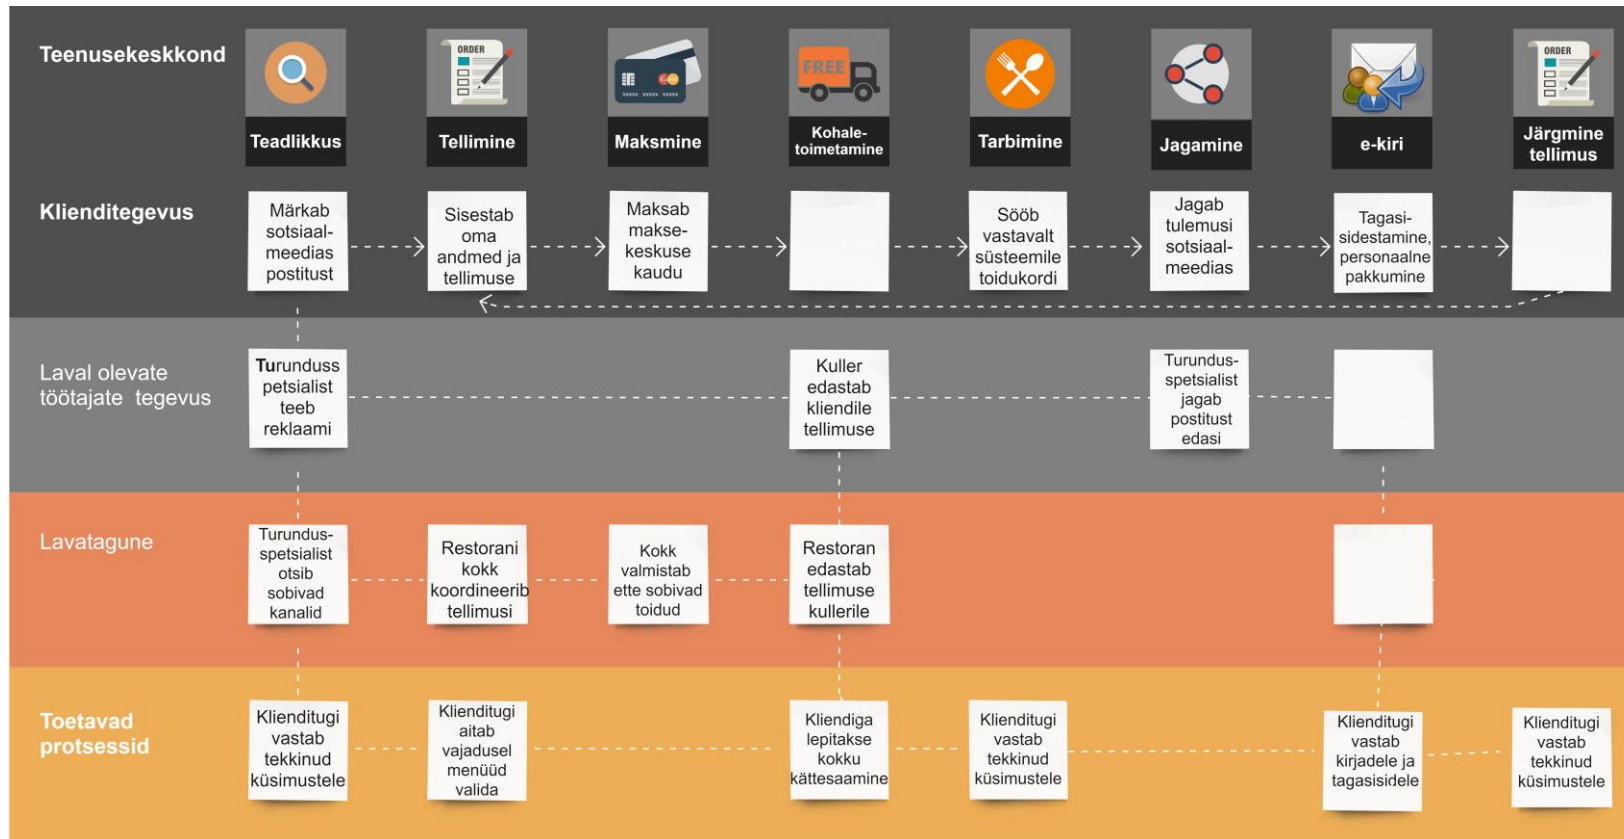 Teenusekeskkond
ORDER
FREE
ORDER
Teadlikkus
Tellimine
Maksmine
Kohale-
toimetamine
Tarbimine
Jagamine
e-kiri
Järgmine
tellimus
Klienditegevus
Märkab
sotsiaal-
meedias
postitust
Sisestab
oma
andmed ja
tellimuse
Maksab
makse-
keskuse
kaudu
Sööb
vastavalt
süsteemile
toidukordi
Jagab
tulemusi
sotsiaal-
meedias
Tagasi-
sidestamine,
personaalne
pakkumine
Laval olevate
töötajate tegevus
Turunduss
petsialist
teeb
reklaami
Kuller
edastab
kliendile
tellimuse
Turundus-
spetsialist
jagab
postitust
edasi
Lavatagune
Turundus-
spetsialist
otsib
sobivad
kanalid
Restorani
kokk
koordineerib
tellimusi
Kokk
valmistab
ette sobivad
toidud
Restoran
edastab
tellimuse
kullerile
Toetavad
protsessid
Klienditugi
vastab
tekkinud
küsimustele
Klienditugi
aitab
vajadusel
menüüd
valida
Kliendiga
lepitakse
kokku
kättesaamine
Klienditugi
vastab
tekkinud
küsimustele
Klienditugi
vastab
kirjadele ja
tagasisidele
Klienditugi
vastab
tekkinud
küsimustele